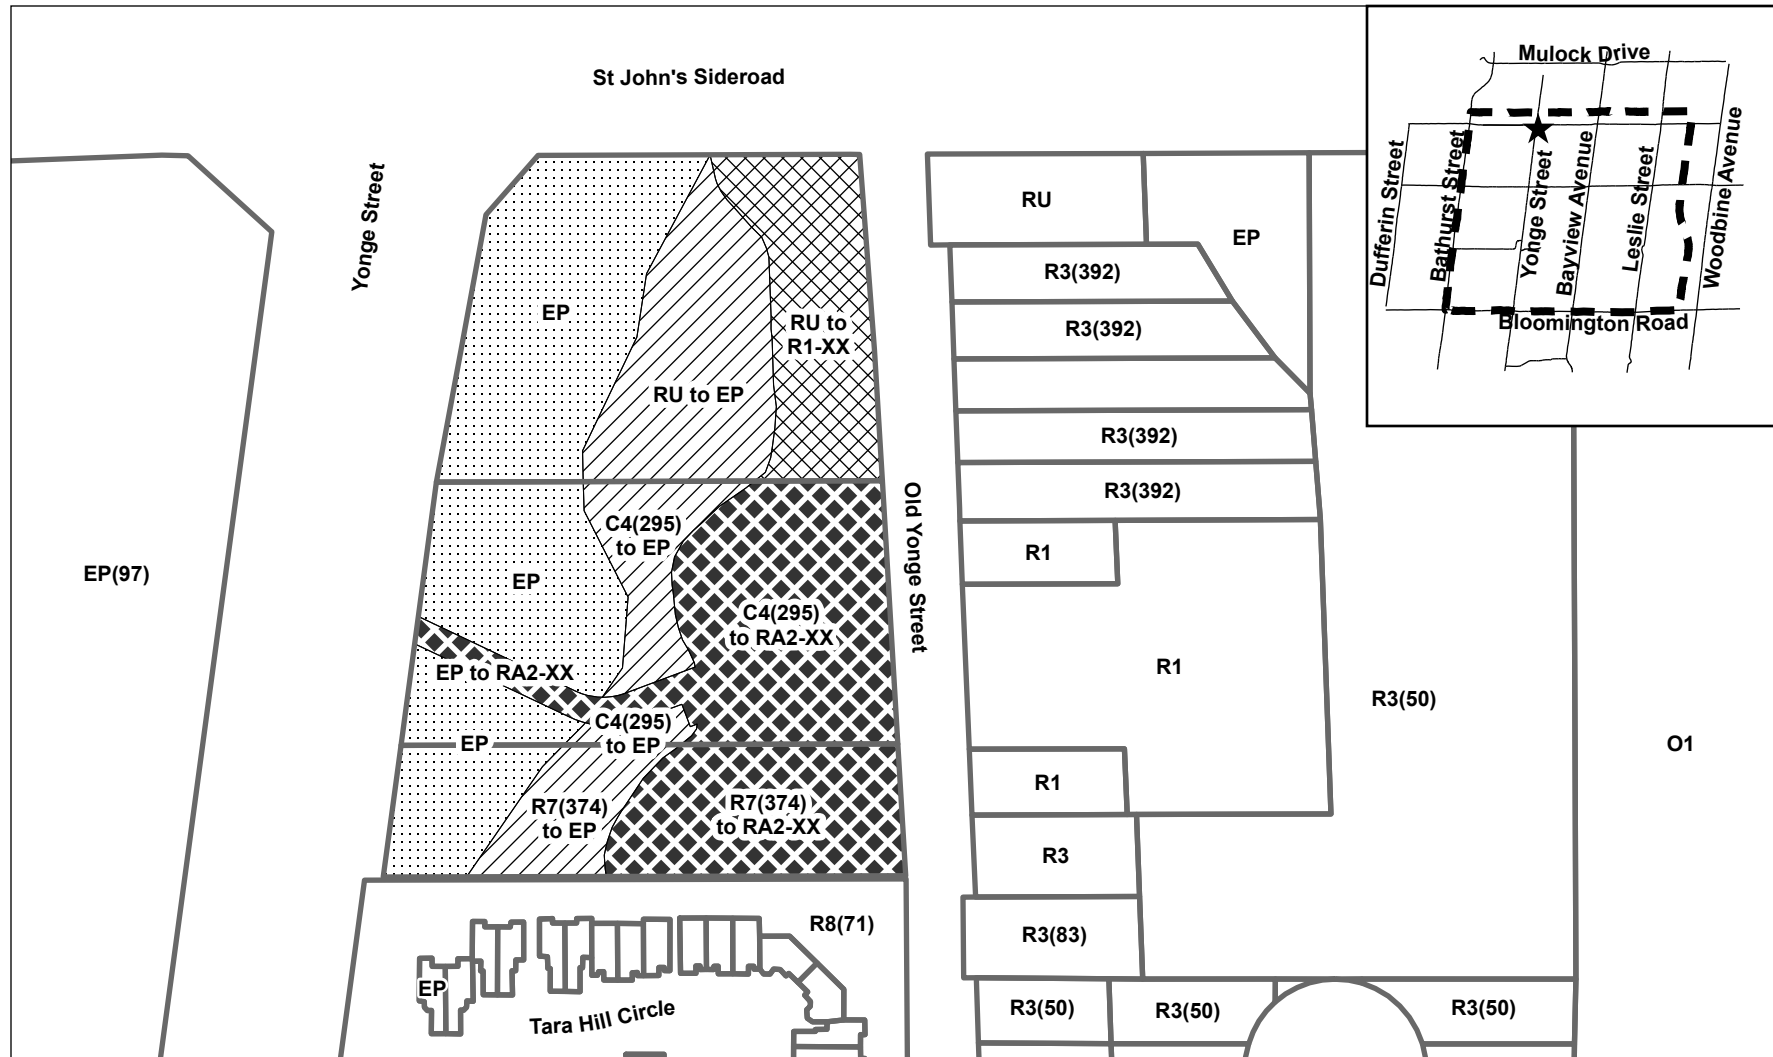 St John's Sideroad
Yonge Street
EP(97)
EP
RU to EP
RU to
R1-XX
EP
C4(295)
to EP
C4(295)
to RA2-XX
EP to RA2-XX
C4(295)
to EP
EP
R7(374)
to EP
R7(374)
to RA2-XX
R8(71)
EP
Tara Hill Circle
Old Yonge Street
RU
EP
R3(392)
R3(392)
R3(392)
R3(392)
R1
R1
R1
R3
R3(83)
R3(50)
R3(50)
R3(50)
R3(50)
O1
Mulock Drive
Dufferin Street
Bathurst Street
Yonge Street
Bayview Avenue
Leslie Street
Woodbine Avenue
Bloomington Road